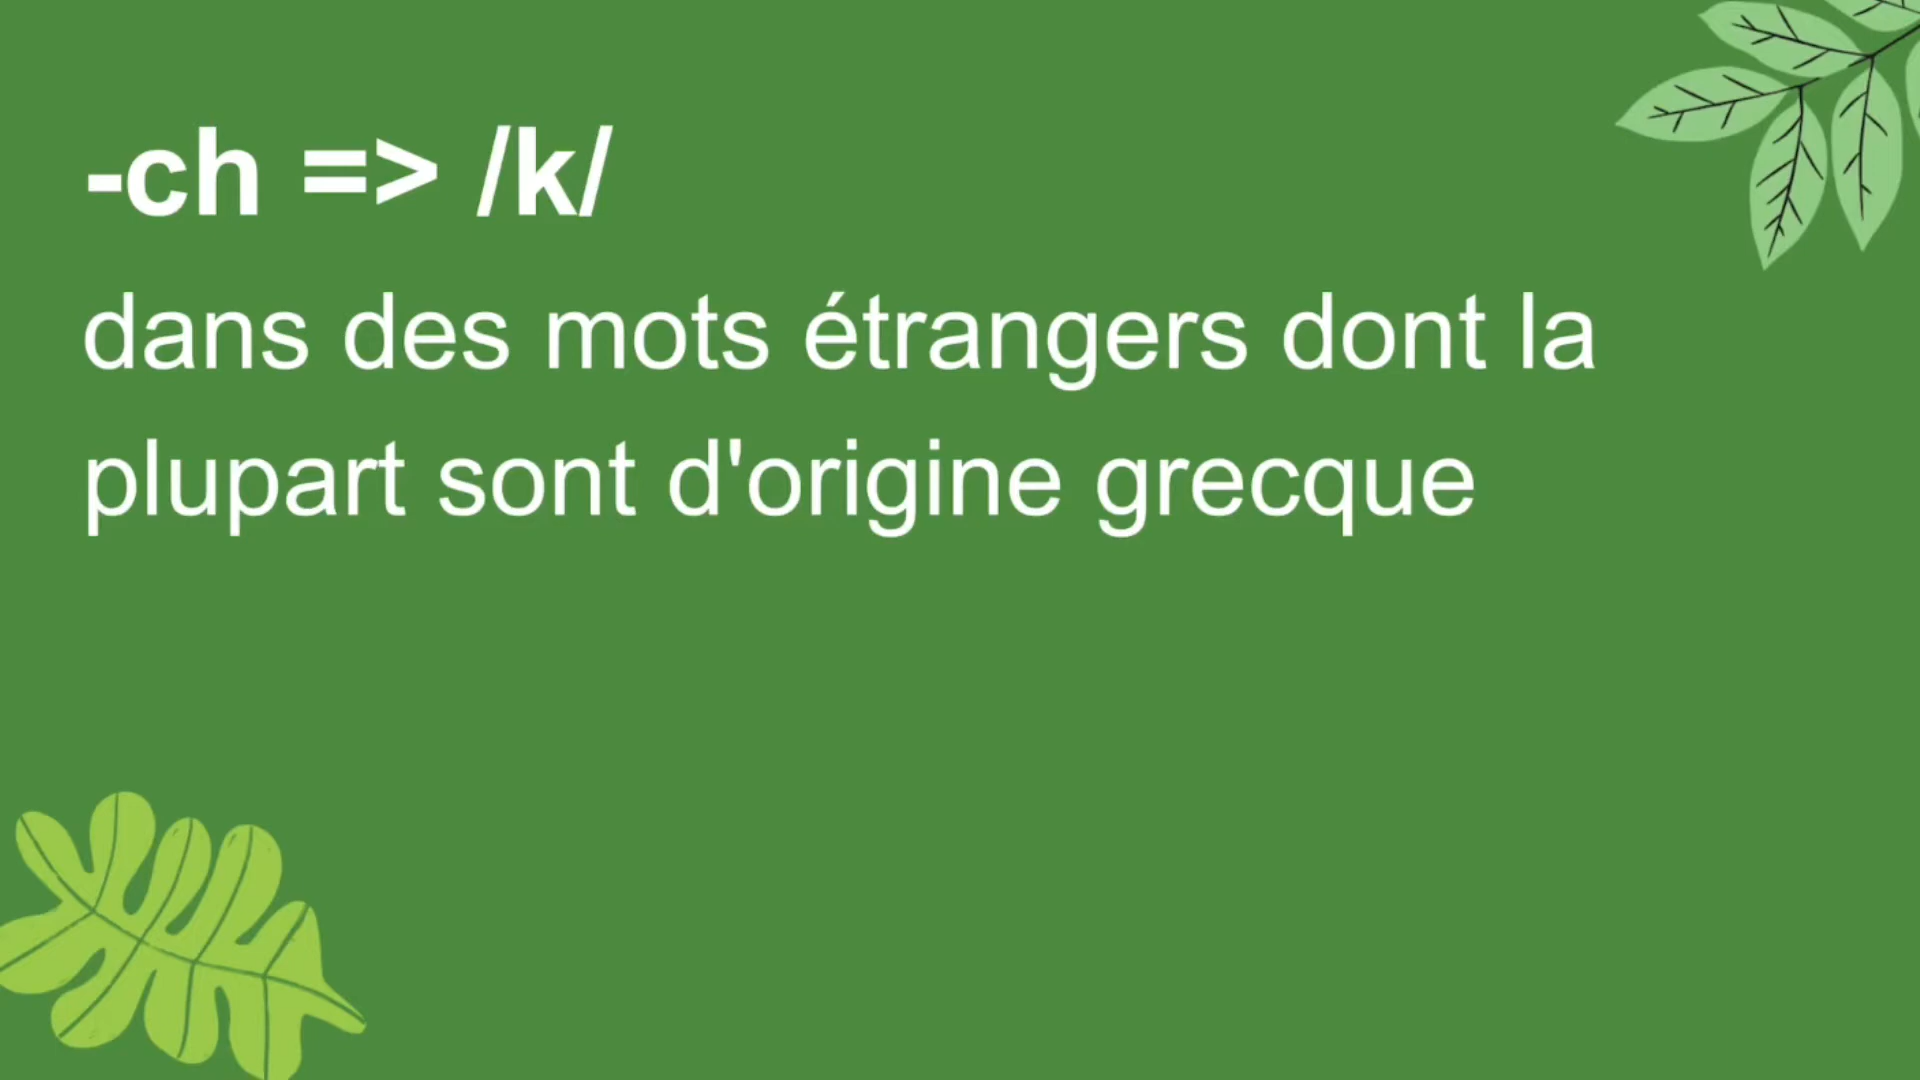 -ch => /k/
dans des mots étrangers dont la
plupart sont d'origine grecque